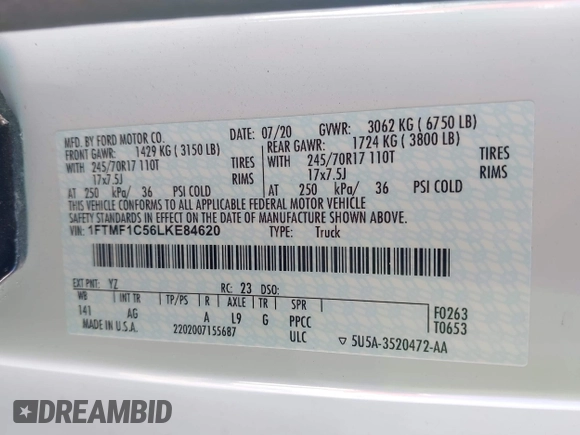 MFD. BY FORD MOTOR CO. DATE: 07/20 GVWR: 3062 KG ( 6750 LB)
FRONT GAWR: 1429 KG ( 3150 LB) REAR GAWR: 1724 KG ( 3800 LB)
WITH 245/70R17 110T TIRES WITH 245/70R17 110T TIRES
17x7.5J RIMS 17x7.5J RIMS
AT 250 kPa/ 36 PSI COLD AT 250 kPa/ 36 PSI COLD
THIS VEHICLE CONFORMS TO ALL APPLICABLE FEDERAL MOTOR VEHICLE
SAFETY STANDARDS IN EFFECT ON THE DATE OF MANUFACTURE SHOWN ABOVE.
VIN: 1FTMF1C56LKE84620 TYPE: Truck
EXT PNT: YZ RC: 23 DSO:
WB INT TR TP/PS R AXLE TR SPR F0263
141 AG A L9 G PPCC T0653
MADE IN U.S.A. 2202007155687 ULC ▽ 5U5A-3520472-AA
DREAMBID